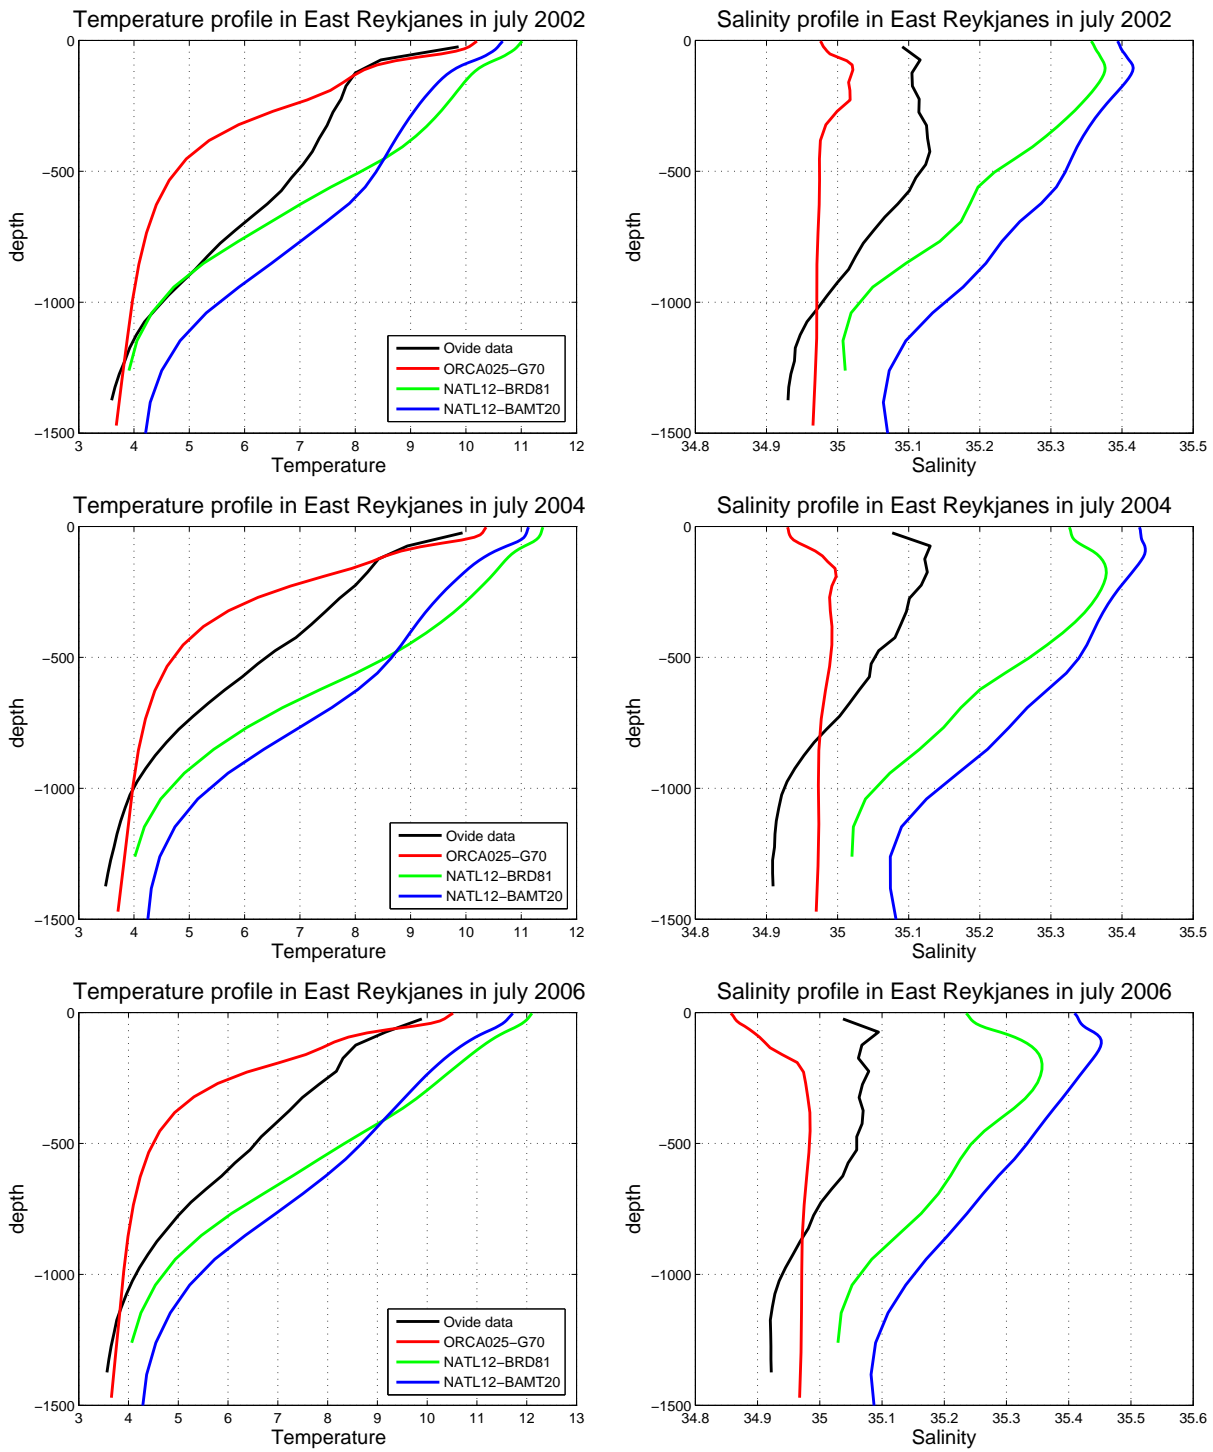 Temperature profile in East Reykjanes in july 2002
0
−500
−1000
−1500
depth
3 4 5 6 7 8 9 10 11 12
Temperature
Ovide data
ORCA025−G70
NATL12−BRD81
NATL12−BAMT20
Salinity profile in East Reykjanes in july 2002
0
−500
−1000
−1500
depth
34.8 34.9 35 35.1 35.2 35.3 35.4 35.5
Salinity
Temperature profile in East Reykjanes in july 2004
0
−500
−1000
−1500
depth
3 4 5 6 7 8 9 10 11 12
Temperature
Ovide data
ORCA025−G70
NATL12−BRD81
NATL12−BAMT20
Salinity profile in East Reykjanes in july 2004
0
−500
−1000
−1500
depth
34.8 34.9 35 35.1 35.2 35.3 35.4 35.5
Salinity
Temperature profile in East Reykjanes in july 2006
0
−500
−1000
−1500
depth
3 4 5 6 7 8 9 10 11 12 13
Temperature
Ovide data
ORCA025−G70
NATL12−BRD81
NATL12−BAMT20
Salinity profile in East Reykjanes in july 2006
0
−500
−1000
−1500
depth
34.8 34.9 35 35.1 35.2 35.3 35.4 35.5 35.6
Salinity